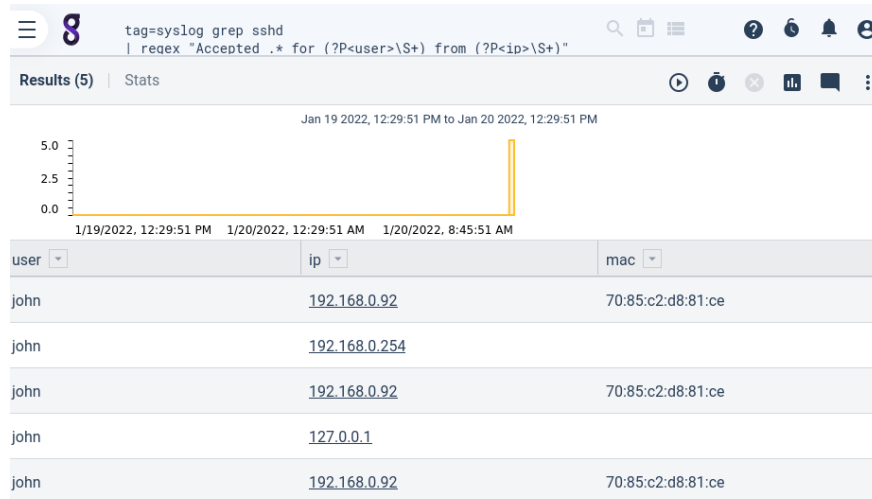 tag=syslog grep sshd
| regex "Accepted .* for (?P<user>\S+) from (?P<ip>\S+)"
Results (5) | Stats
Jan 19 2022, 12:29:51 PM to Jan 20 2022, 12:29:51 PM
5.0
2.5
0.0
1/19/2022, 12:29:51 PM 1/20/2022, 12:29:51 AM 1/20/2022, 8:45:51 AM
user ip mac
john 192.168.0.92 70:85:c2:d8:81:ce
john 192.168.0.254
john 192.168.0.92 70:85:c2:d8:81:ce
john 127.0.0.1
john 192.168.0.92 70:85:c2:d8:81:ce